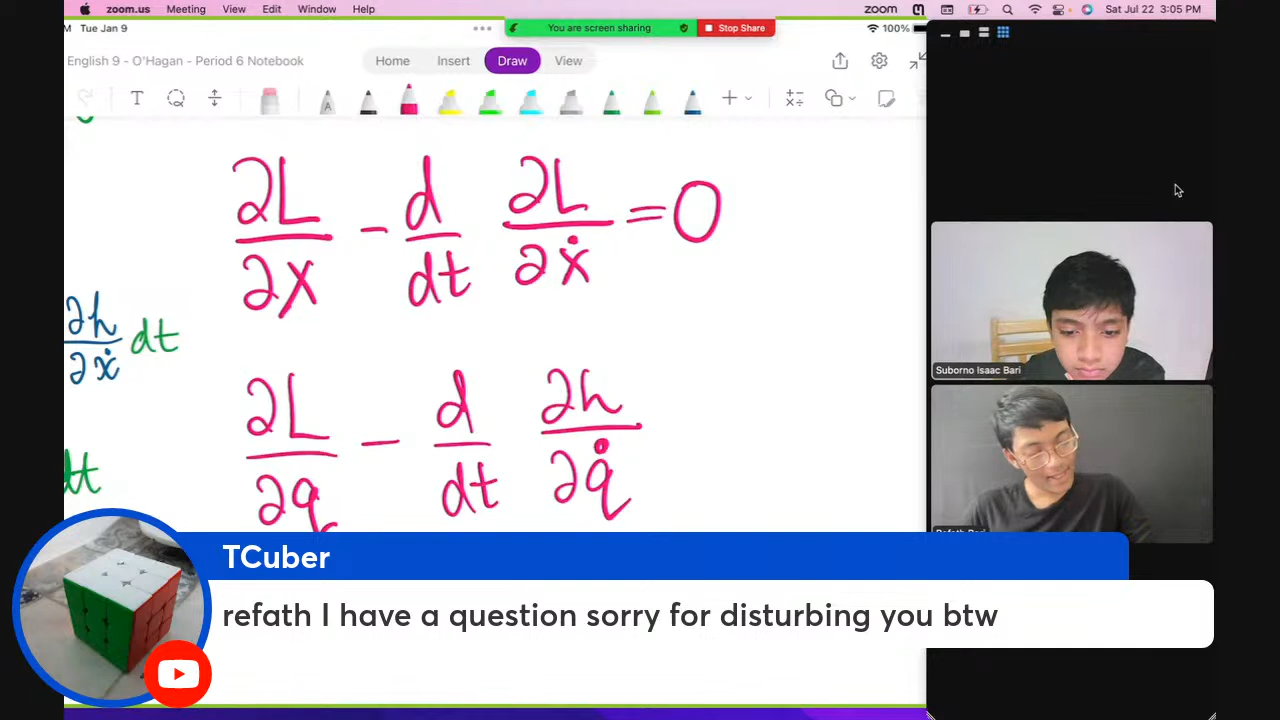 zoom.us Meeting View Edit Window Help
zoom
Sat Jul 22 3:05 PM
Tue Jan 9
You are screen sharing
Stop Share
100%
English 9 - O'Hagan - Period 6 Notebook
Home Insert Draw View
T
A
∂L/∂x - d/dt ∂L/∂ẋ = 0
∂h/∂ẋ dt
∂L/∂q - d/dt ∂h/∂q̇
dt
Suborno Isaac Bari
Refath Bari
TCuber
refath I have a question sorry for disturbing you btw